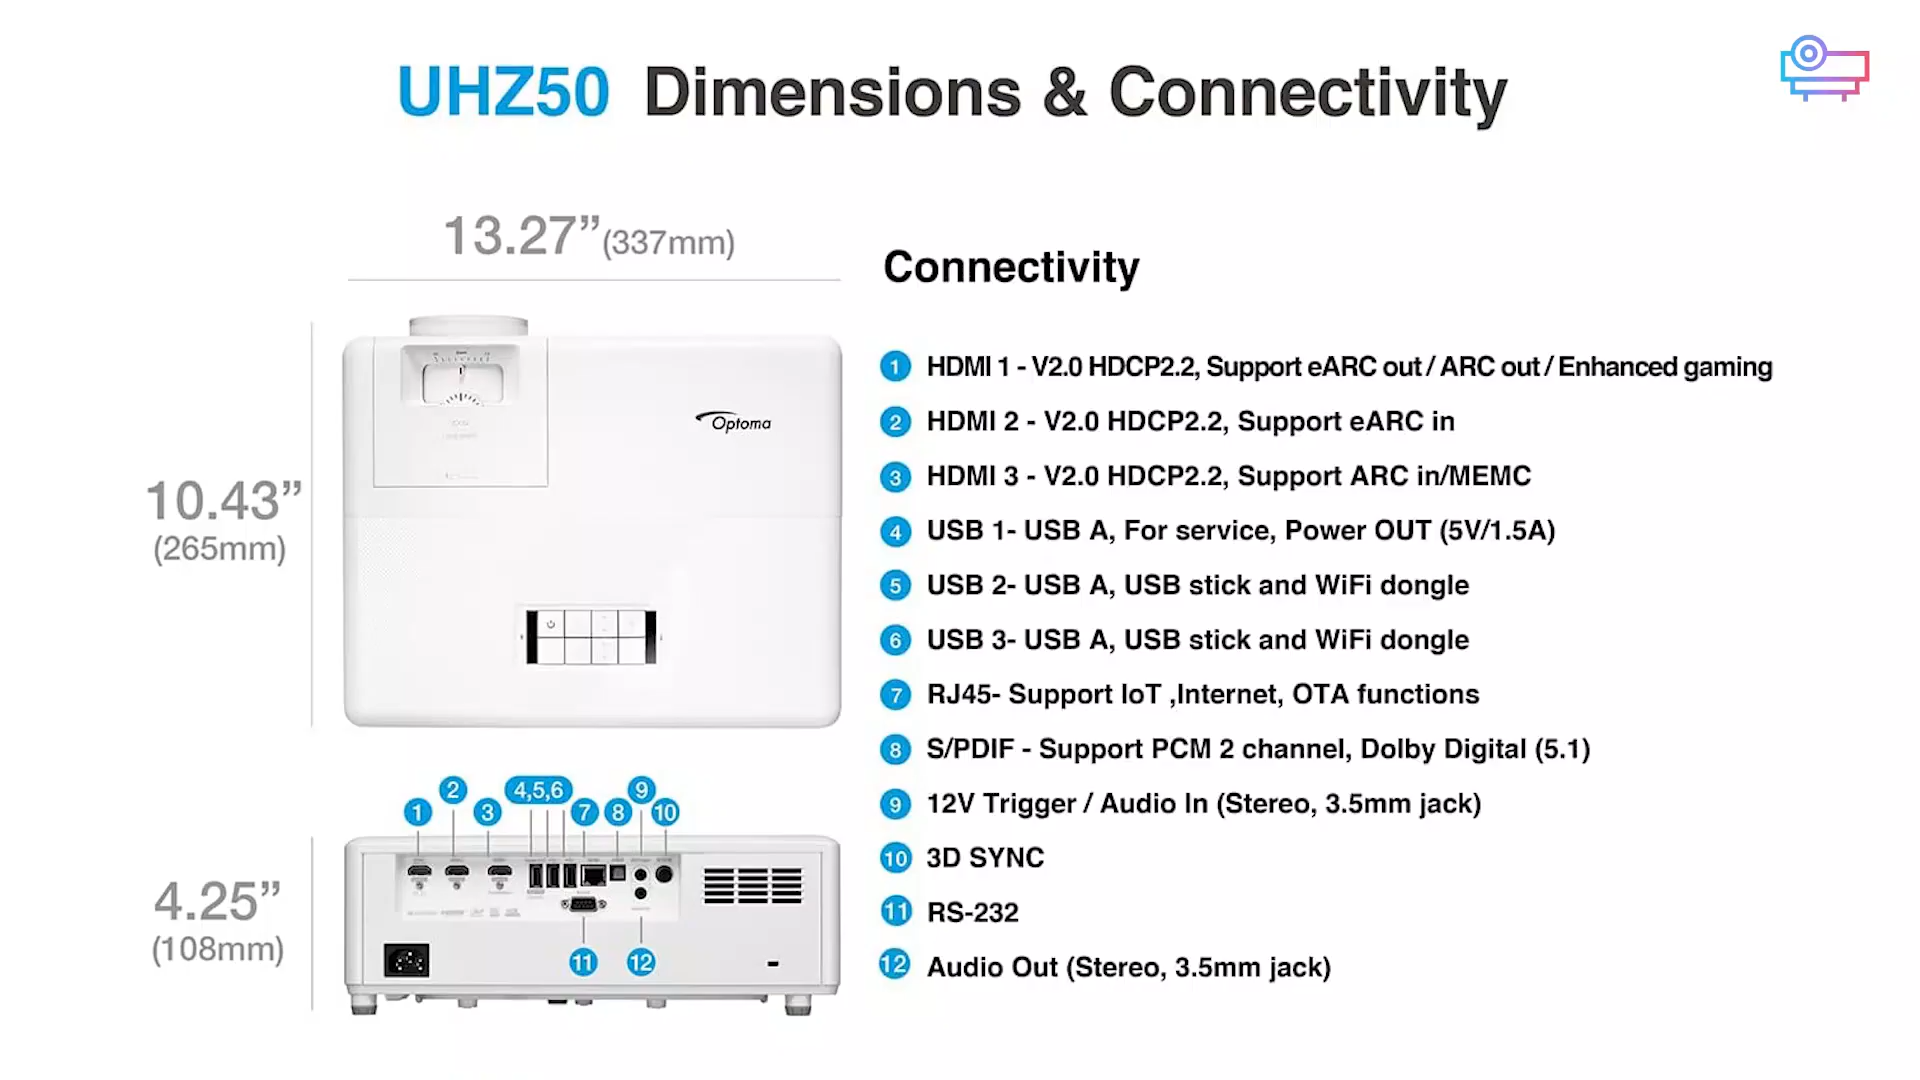 UHZ50 Dimensions & Connectivity
13.27”(337mm)
Connectivity
10.43”
(265mm)
Optoma
1 HDMI 1 - V2.0 HDCP2.2, Support eARC out / ARC out / Enhanced gaming
2 HDMI 2 - V2.0 HDCP2.2, Support eARC in
3 HDMI 3 - V2.0 HDCP2.2, Support ARC in/MEMC
4 USB 1- USB A, For service, Power OUT (5V/1.5A)
5 USB 2- USB A, USB stick and WiFi dongle
6 USB 3- USB A, USB stick and WiFi dongle
7 RJ45- Support IoT ,Internet, OTA functions
8 S/PDIF - Support PCM 2 channel, Dolby Digital (5.1)
9 12V Trigger / Audio In (Stereo, 3.5mm jack)
10 3D SYNC
11 RS-232
12 Audio Out (Stereo, 3.5mm jack)
1 2 3 4,5,6 7 8 9 10
4.25”
(108mm)
11 12